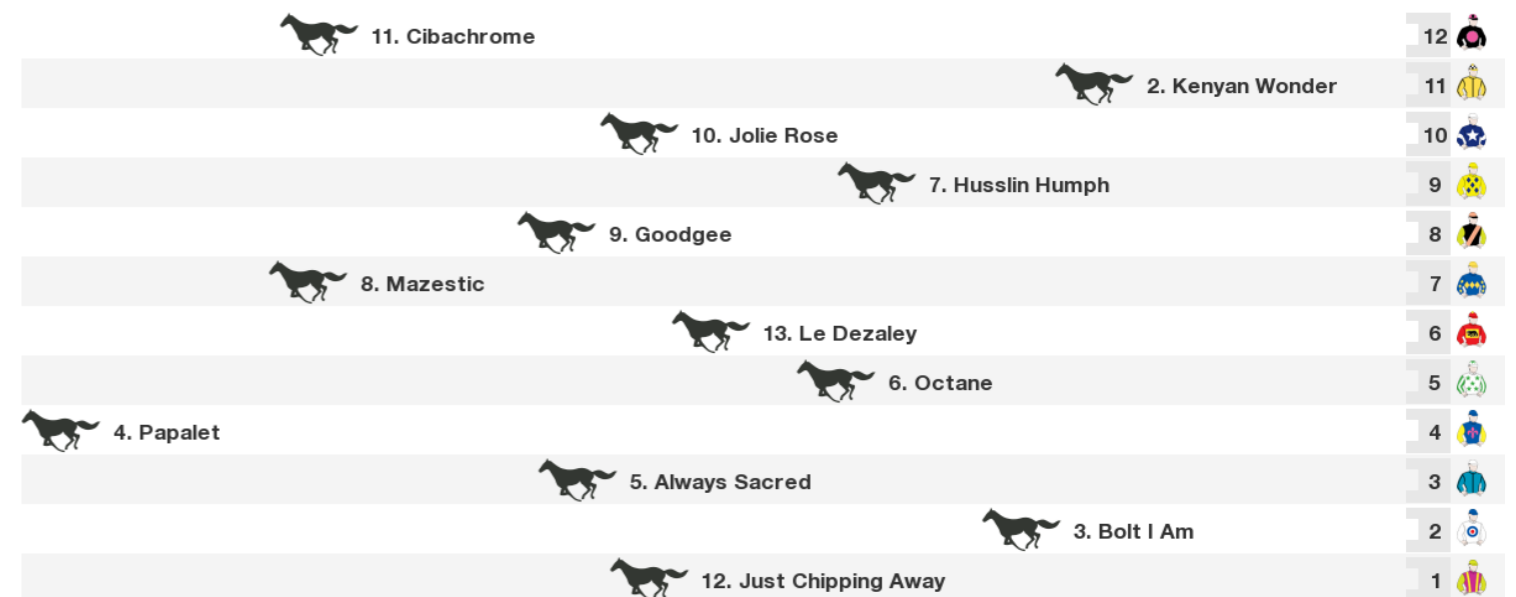 11. Cibachrome 12
2. Kenyan Wonder 11
10. Jolie Rose 10
7. Husslin Humph 9
9. Goodgee 8
8. Mazestic 7
13. Le Dezaley 6
6. Octane 5
4. Papalet 4
5. Always Sacred 3
3. Bolt I Am 2
12. Just Chipping Away 1